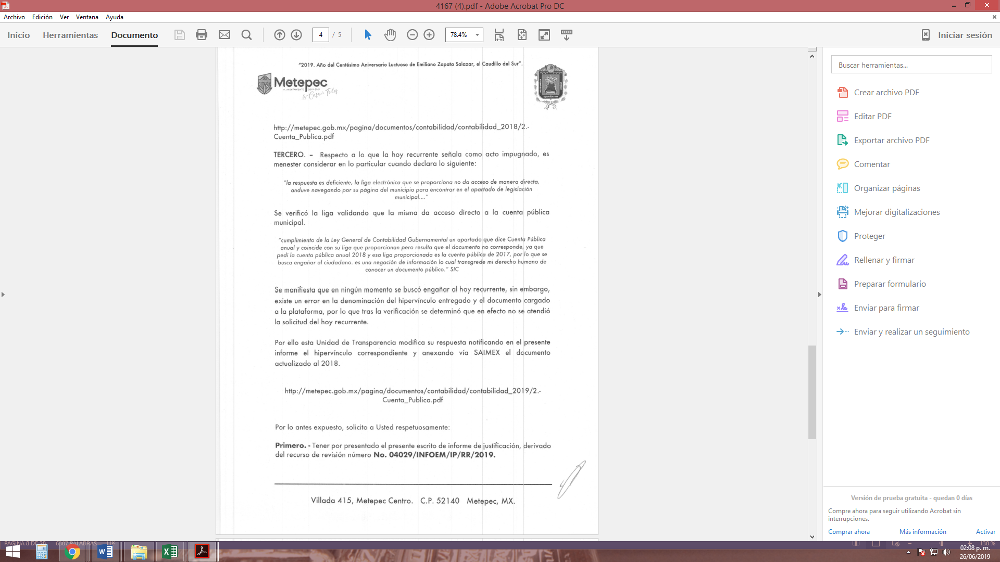 4167 (4).pdf - Adobe Acrobat Pro DC
Archivo Edición Ver Ventana Ayuda
Inicio Herramientas Documento 4 / 5 78.4% Iniciar sesión
"2019. Año del Centésimo Aniversario Luctuoso de Emiliano Zapata Salazar, el Caudillo del Sur".
Metepec
H. AYUNTAMIENTO 2019-2021
La Casa de Todos
http://metepec.gob.mx/pagina/documentos/contabilidad/contabilidad_2018/2.-
Cuenta_Publica.pdf
TERCERO. – Respecto a lo que la hoy recurrente señala como acto impugnado, es
menester considerar en lo particular cuando declara lo siguiente:
"la respuesta es deficiente, la liga electrónica que se proporciona no da acceso de manera directa,
anduve navegando por su página del municipio para encontrar en el apartado de legislación
municipal...."
Se verificó la liga validando que la misma da acceso directo a la cuenta pública
municipal.
"cumplimiento de la Ley General de Contabilidad Gubernamental un apartado que dice Cuenta Pública
anual y coincide con su liga que proporcionan pero resulta que el documento no corresponde, ya que
pedí la cuenta pública anual 2018 y esa liga proporcionada es la cuenta pública de 2017, por lo que se
busca engañar al ciudadano. es una negación de información lo cual transgrede mi derecho humano de
conocer un documento público." SIC
Se manifiesta que en ningún momento se buscó engañar al hoy recurrente, sin embargo,
existe un error en la denominación del hipervínculo entregado y el documento cargado
a la plataforma, por lo que tras la verificación se determinó que en efecto no se atendió
la solicitud del hoy recurrente.
Por ello esta Unidad de Transparencia modifica su respuesta notificando en el presente
informe el hipervínculo correspondiente y anexando vía SAIMEX el documento
actualizado al 2018.
http://metepec.gob.mx/pagina/documentos/contabilidad/contabilidad_2019/2.-
Cuenta_Publica.pdf
Por lo antes expuesto, solicito a Usted respetuosamente:
Primero. - Tener por presentado el presente escrito de informe de justificación, derivado
del recurso de revisión número No. 04029/INFOEM/IP/RR/2019.
Villada 415, Metepec Centro. C.P. 52140 Metepec, MX.
Buscar herramientas...
Crear archivo PDF
Editar PDF
Exportar archivo PDF
Comentar
Organizar páginas
Mejorar digitalizaciones
Proteger
Rellenar y firmar
Preparar formulario
Enviar para firmar
Enviar y realizar un seguimiento
Versión de prueba gratuita - quedan 0 días
Compre ahora para seguir utilizando Acrobat sin
interrupciones.
Comprar ahora Más información Activar
PÁGINA 8 DE 28 6307 PALABRAS 130 %
02:08 p. m.
26/06/2019